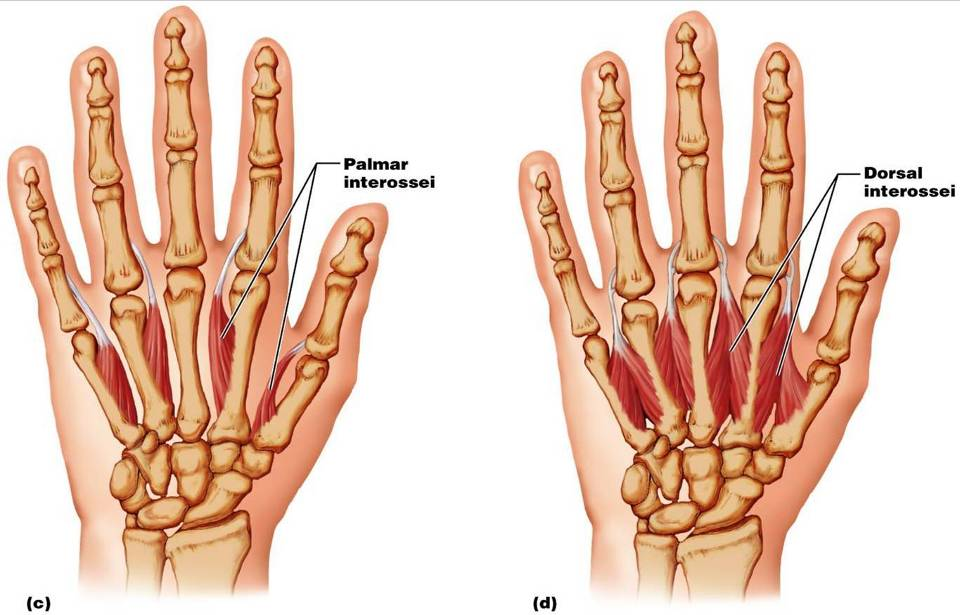 Palmar
interossei
Dorsal
interossei
(c)
(d)